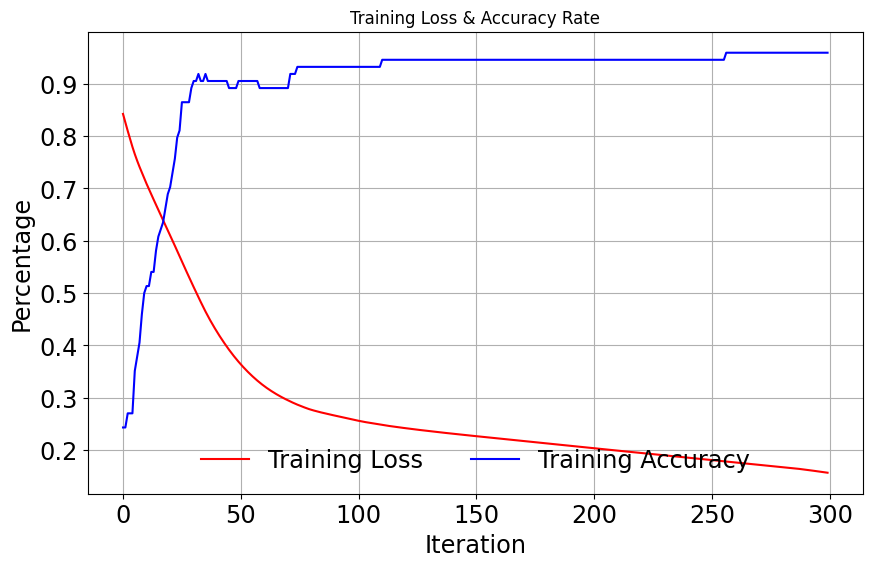 Training Loss & Accuracy Rate
Percentage
0.9
0.8
0.7
0.6
0.5
0.4
0.3
0.2
Training Loss Training Accuracy
0 50 100 150 200 250 300
Iteration